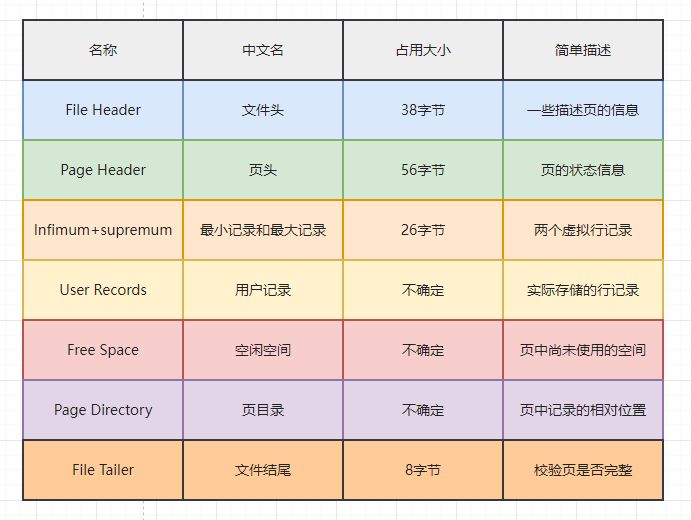 名称 中文名 占用大小 简单描述
File Header 文件头 38字节 一些描述页的信息
Page Header 页头 56字节 页的状态信息
Infimum+supremum 最小记录和最大记录 26字节 两个虚拟行记录
User Records 用户记录 不确定 实际存储的行记录
Free Space 空闲空间 不确定 页中尚未使用的空间
Page Directory 页目录 不确定 页中记录的相对位置
File Tailer 文件结尾 8字节 校验页是否完整